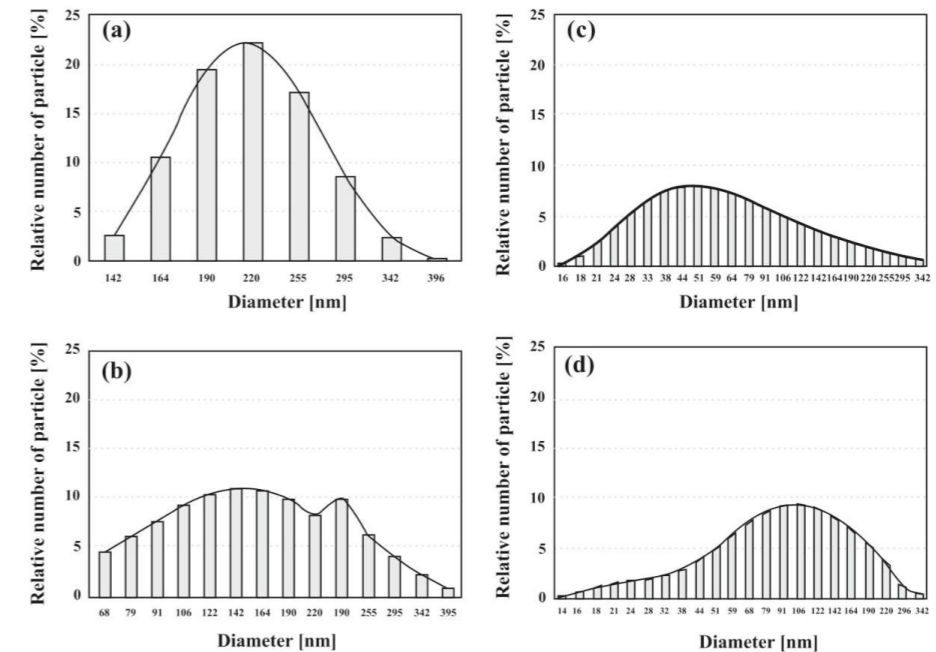 (a)
Relative number of particle [%]
25
20
15
10
5
0
142 164 190 220 255 295 342 396
Diameter [nm]
(c)
Relative number of particle [%]
25
20
15
10
5
0
16 18 21 24 28 33 38 44 51 59 64 79 91 106 122 142 164 190 220 255 295 342
Diameter [nm]
(b)
Relative number of particle [%]
25
20
15
10
5
0
68 79 91 106 122 142 164 190 220 190 255 295 342 395
Diameter [nm]
(d)
Relative number of particle [%]
25
20
15
10
5
0
14 16 18 21 24 28 32 38 44 51 59 68 79 91 106 122 142 164 190 220 296 342
Diameter [nm]